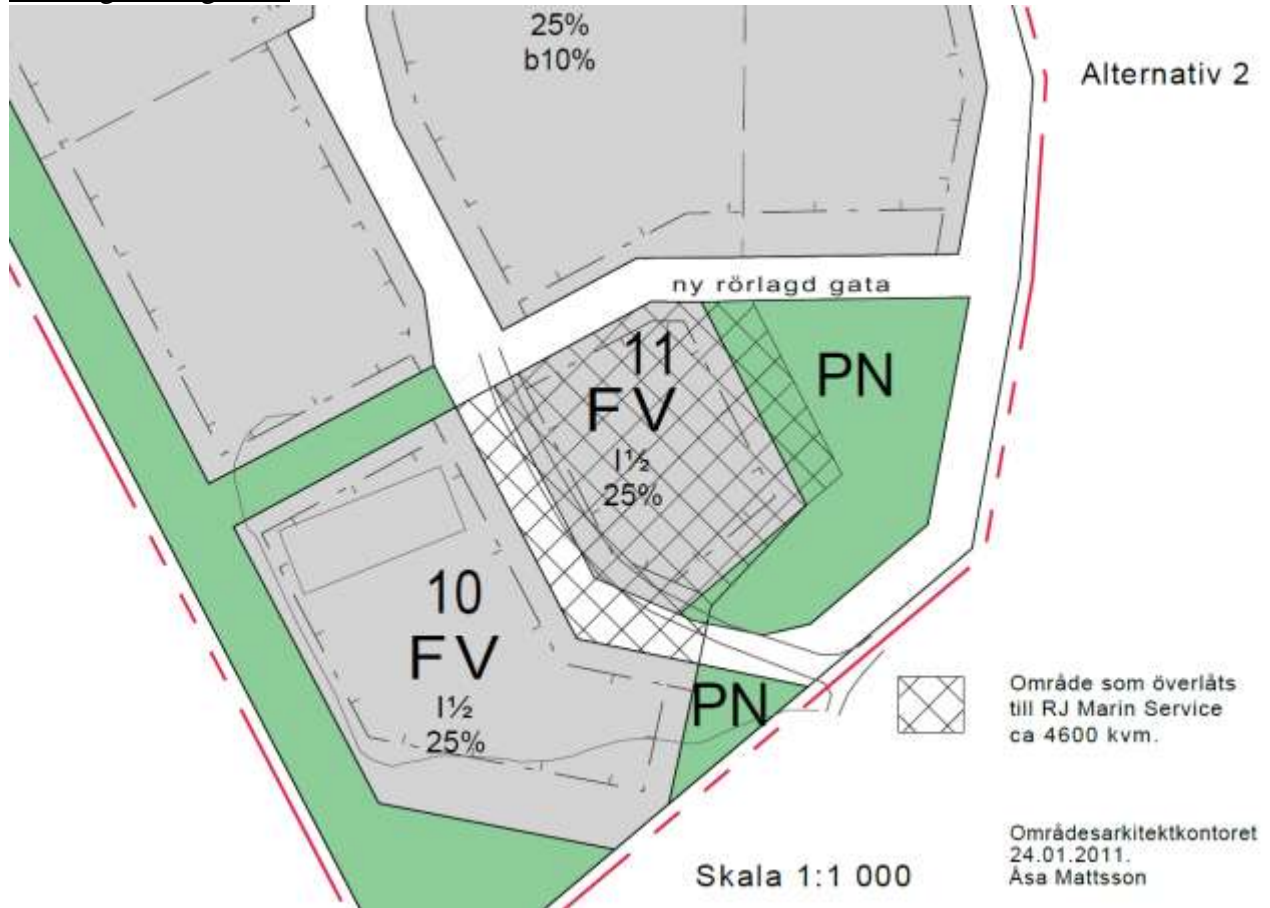 25%
b10%
Alternativ 2
ny rörlagd gata
11
FV
I½
25%
PN
10
FV
I½
25%
PN
Område som överlåts
till RJ Marin Service
ca 4600 kvm.
Områdesarkitektkontoret
24.01.2011.
Åsa Mattsson
Skala 1:1 000